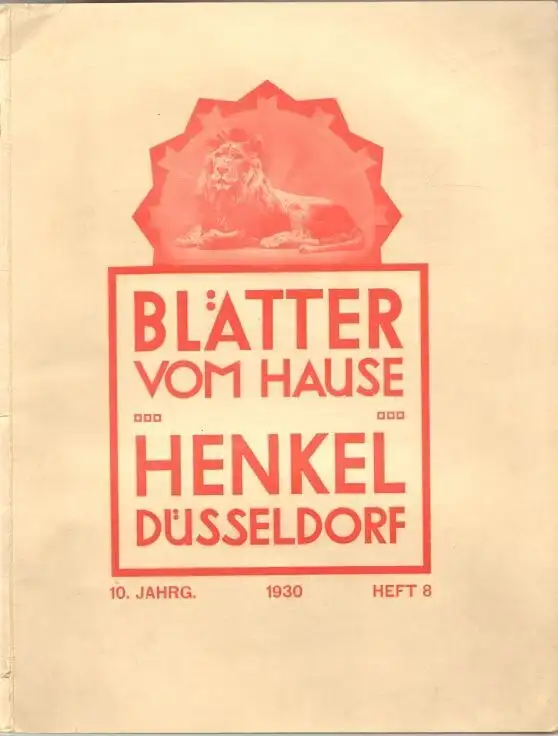 BLÄTTER
VOM HAUSE
HENKEL
DÜSSELDORF
10. JAHRG. 1930 HEFT 8